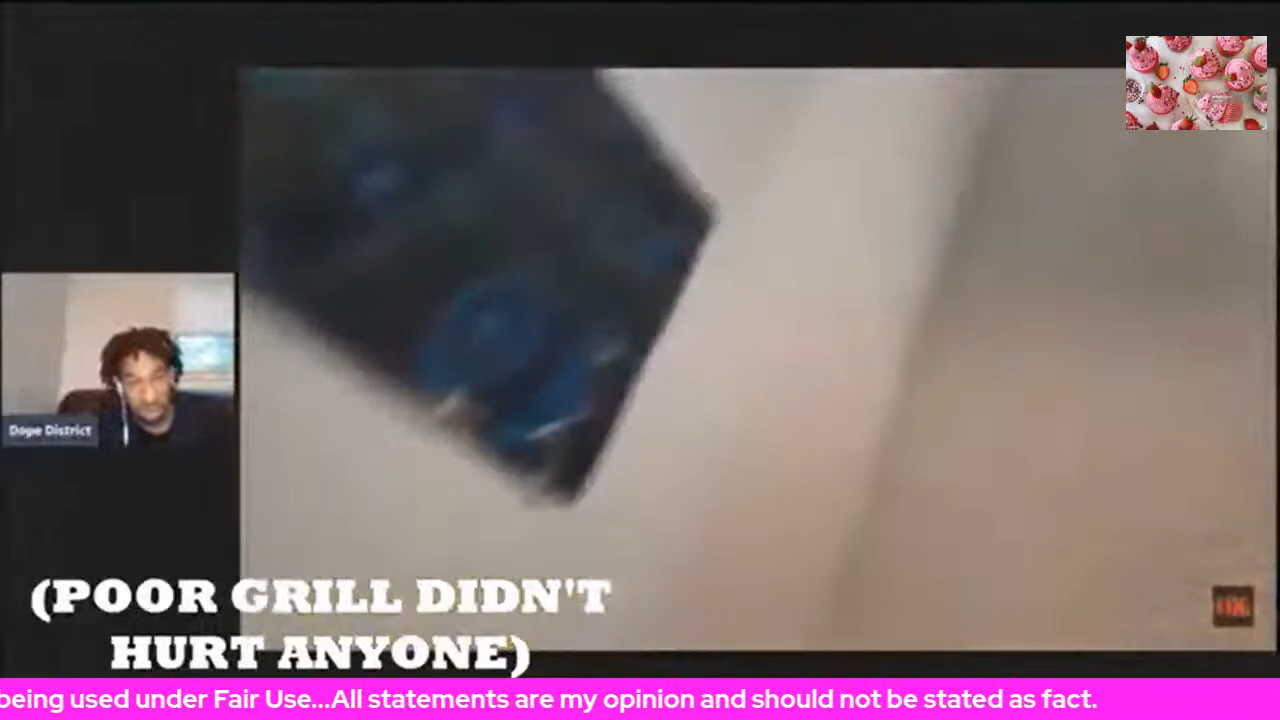 Dope District
(POOR GRILL DIDN'T
HURT ANYONE)
being used under Fair Use...All statements are my opinion and should not be stated as fact.